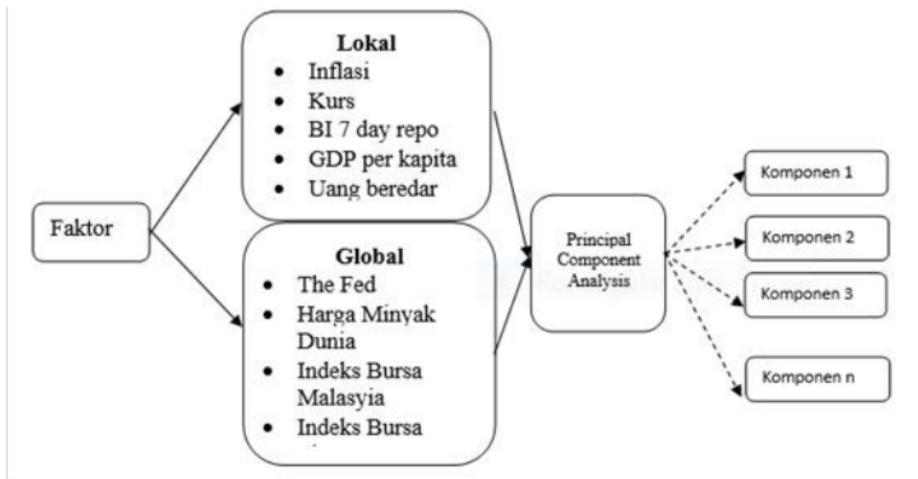 Faktor
Lokal
• Inflasi
• Kurs
• BI 7 day repo
• GDP per kapita
• Uang beredar
Global
• The Fed
• Harga Minyak
Dunia
• Indeks Bursa
Malasyia
• Indeks Bursa
Principal
Component
Analysis
Komponen 1
Komponen 2
Komponen 3
Komponen n